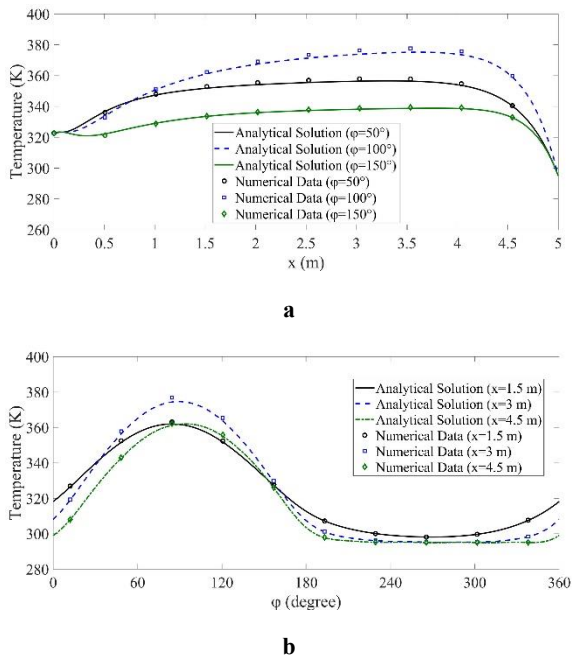 400
380
360
340
320
300
280
260
Temperature (K)
Analytical Solution (φ=50°)
Analytical Solution (φ=100°)
Analytical Solution (φ=150°)
Numerical Data (φ=50°)
Numerical Data (φ=100°)
Numerical Data (φ=150°)
0 0.5 1 1.5 2 2.5 3 3.5 4 4.5 5
x (m)
a
400
380
360
340
320
300
280
Temperature (K)
Analytical Solution (x=1.5 m)
Analytical Solution (x=3 m)
Analytical Solution (x=4.5 m)
Numerical Data (x=1.5 m)
Numerical Data (x=3 m)
Numerical Data (x=4.5 m)
0 60 120 180 240 300 360
φ (degree)
b